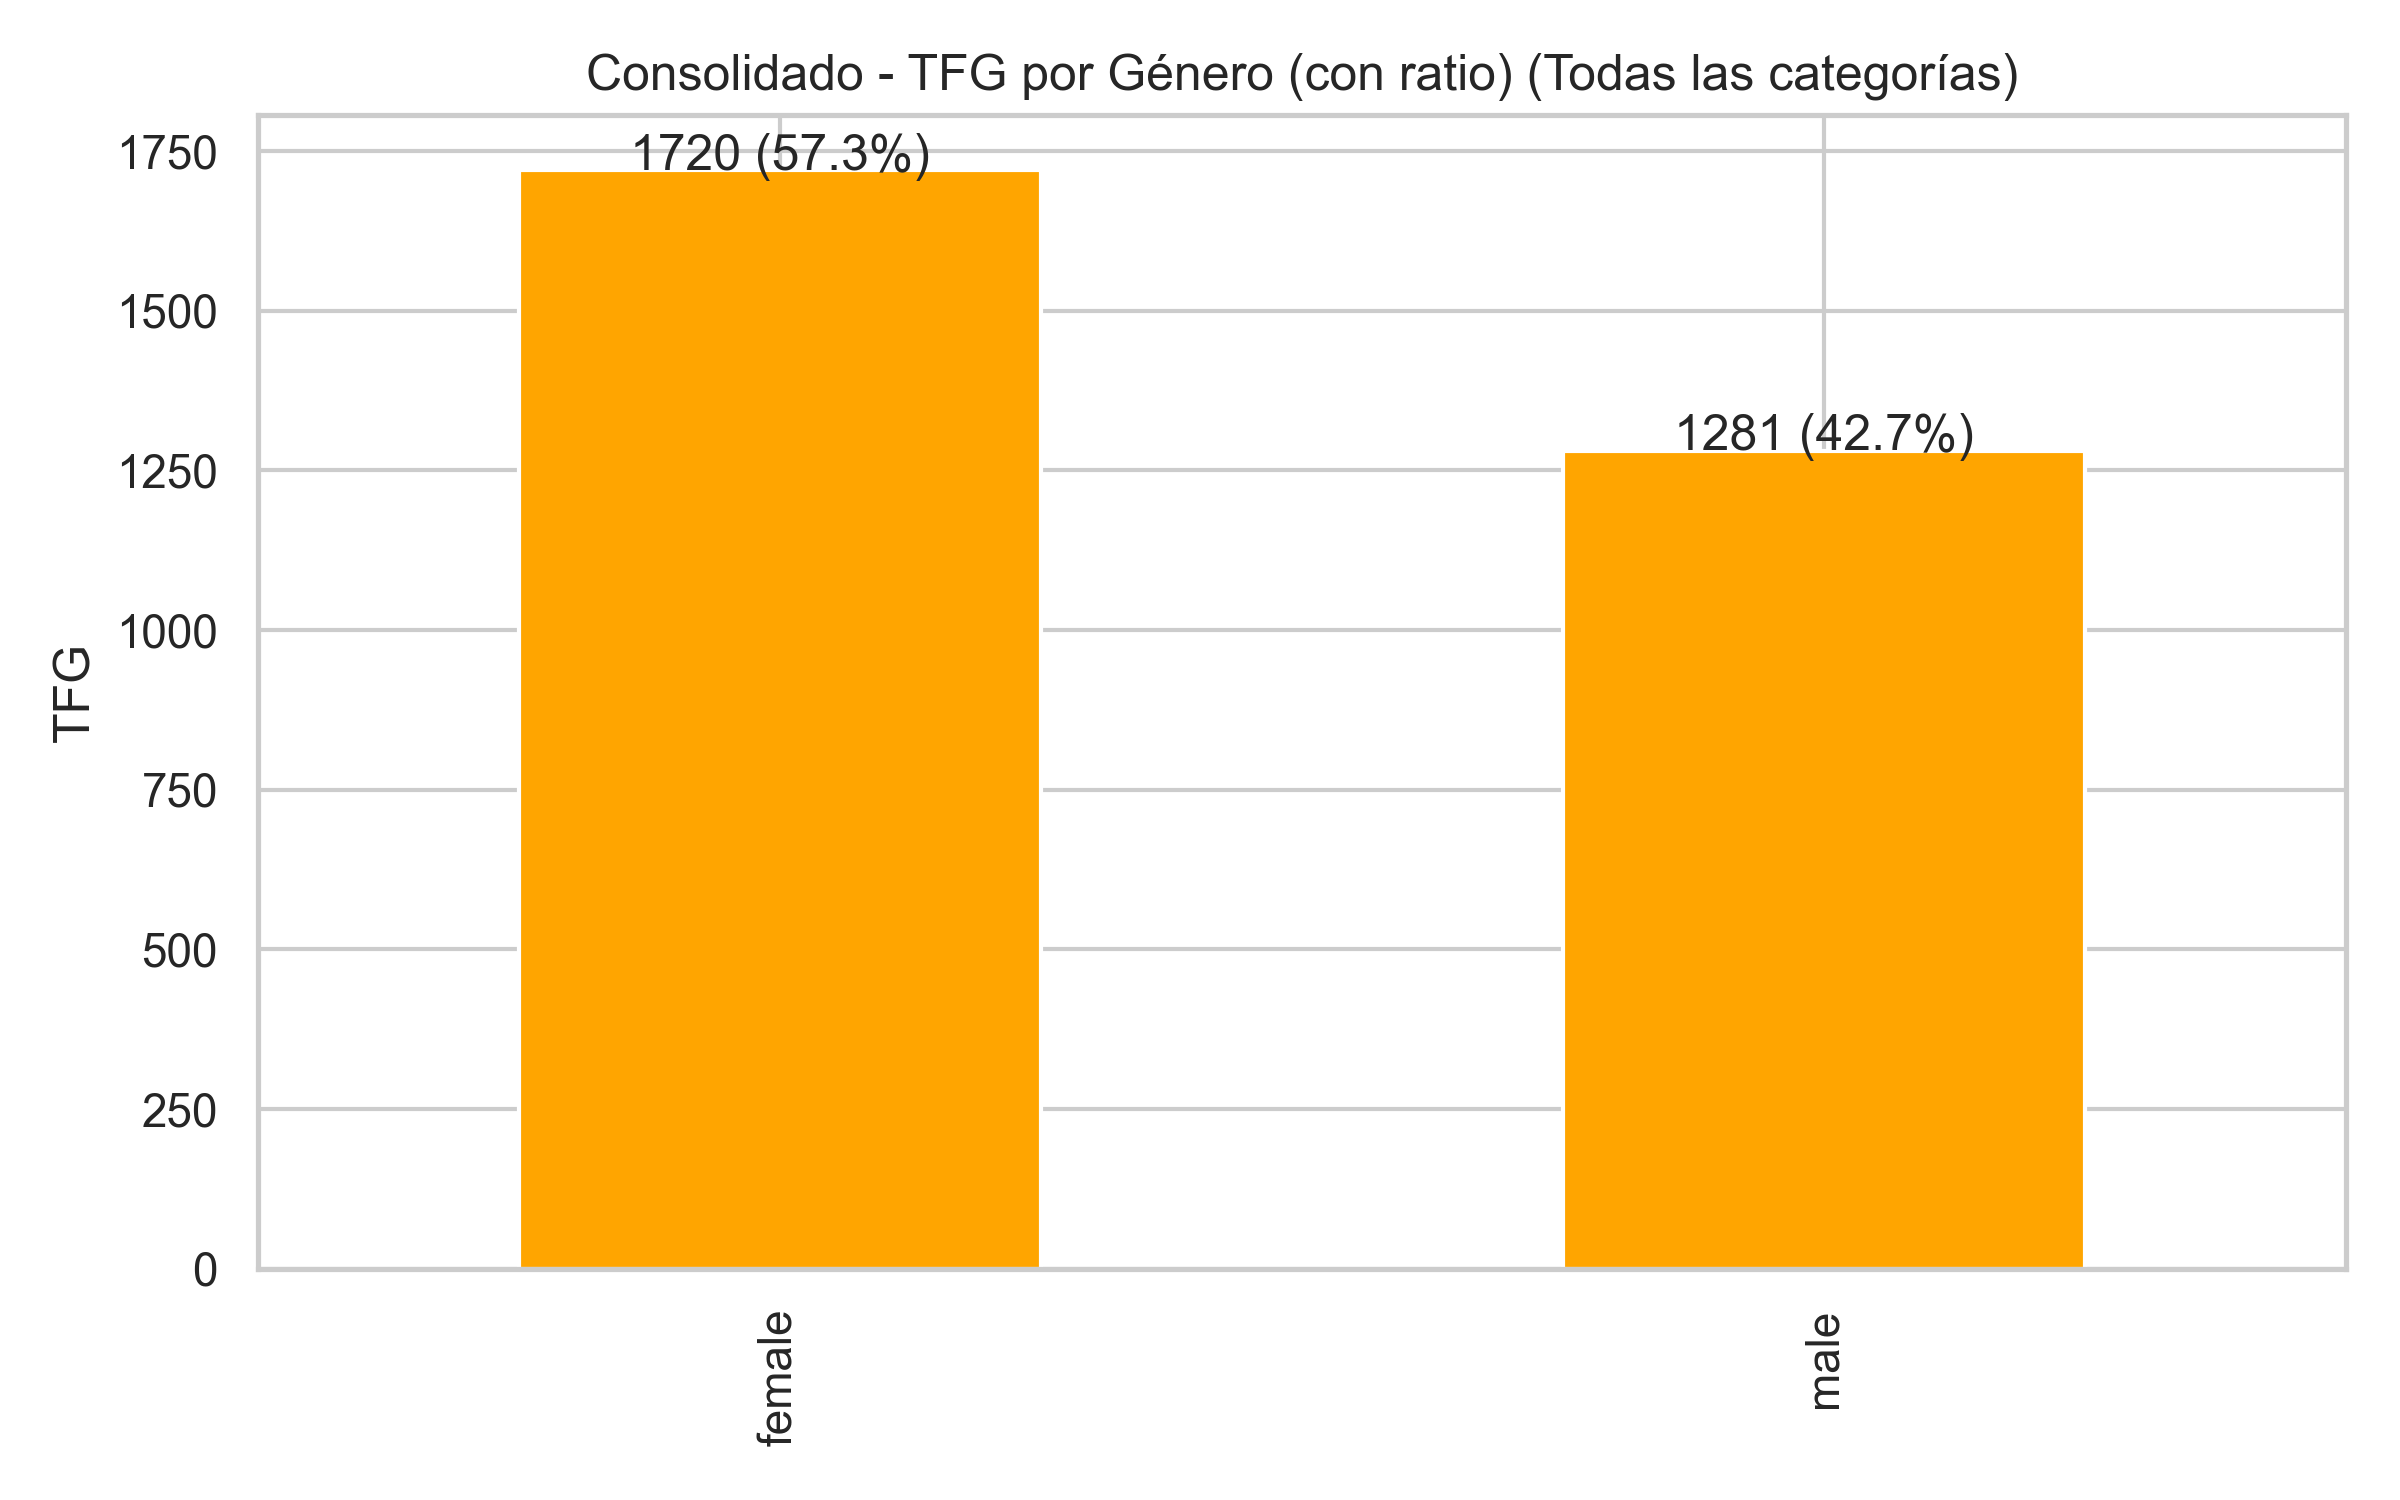 Consolidado - TFG por Género (con ratio) (Todas las categorías)
1750
1500
1250
1000
750
500
250
0
TFG
1720 (57.3%)
1281 (42.7%)
female
male